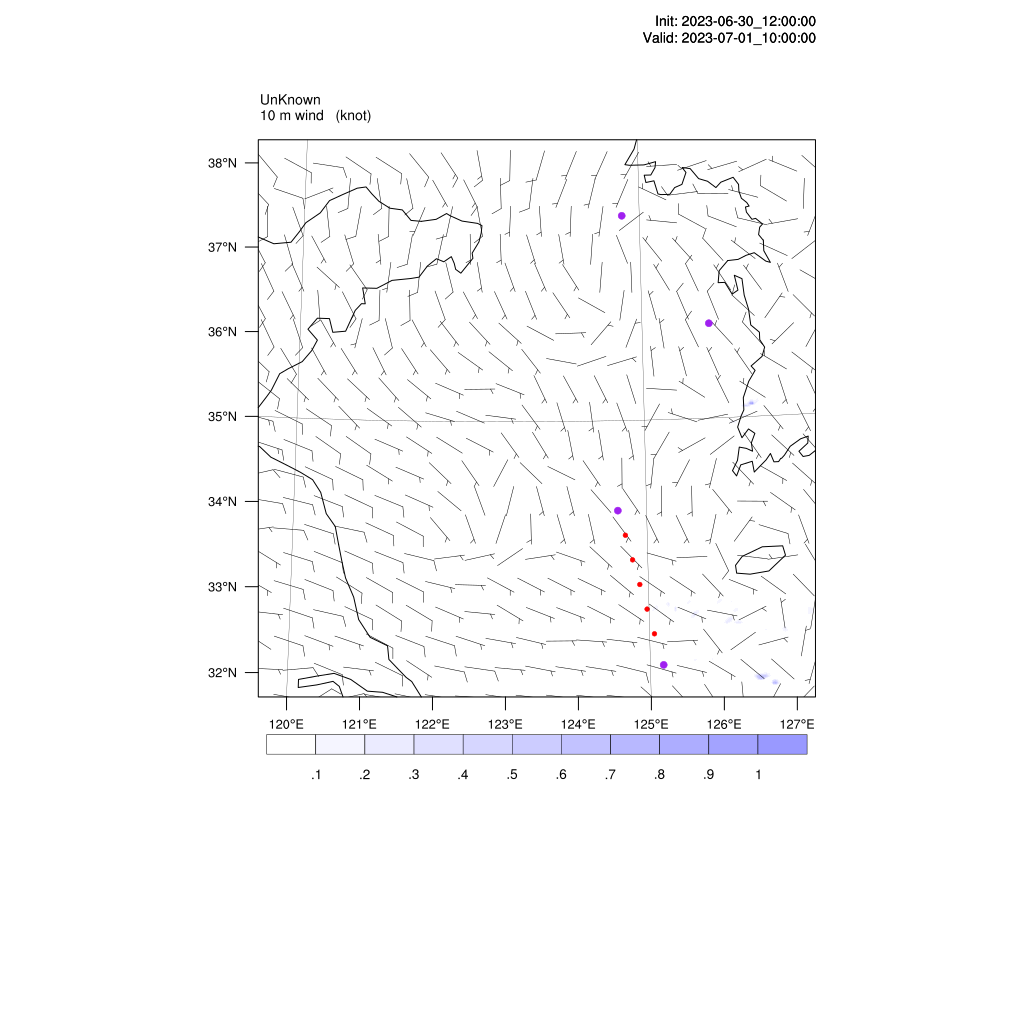 Init: 2023-06-30_12:00:00
Valid: 2023-07-01_10:00:00
UnKnown
10 m wind (knot)
38°N
37°N
36°N
35°N
34°N
33°N
32°N
120°E 121°E 122°E 123°E 124°E 125°E 126°E 127°E
.1 .2 .3 .4 .5 .6 .7 .8 .9 1